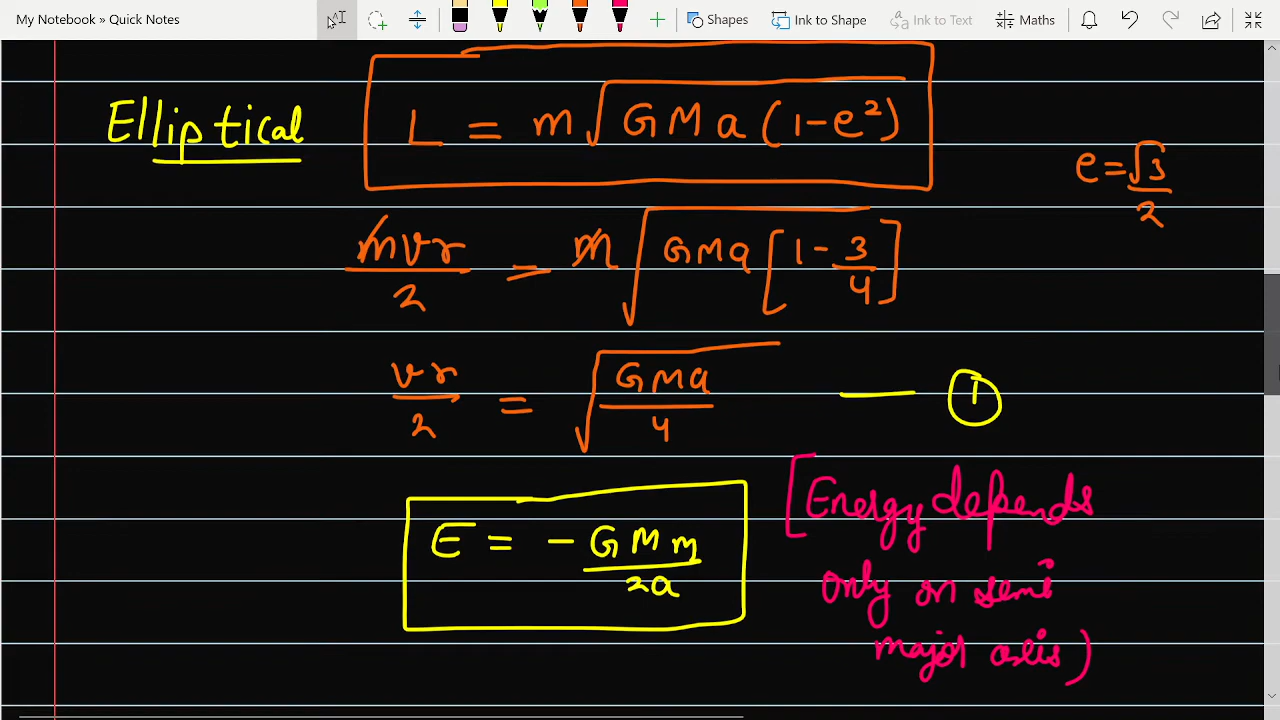 My Notebook » Quick Notes
Shapes Ink to Shape Ink to Text Maths
Elliptical L = m√GMa(1-e²)
e = √3/2
mvr/2 = m√GMa[1-3/4]
vr/2 = √GMa/4 — ①
E = -GMm/2a
[Energy depends
only on semi
major axis)